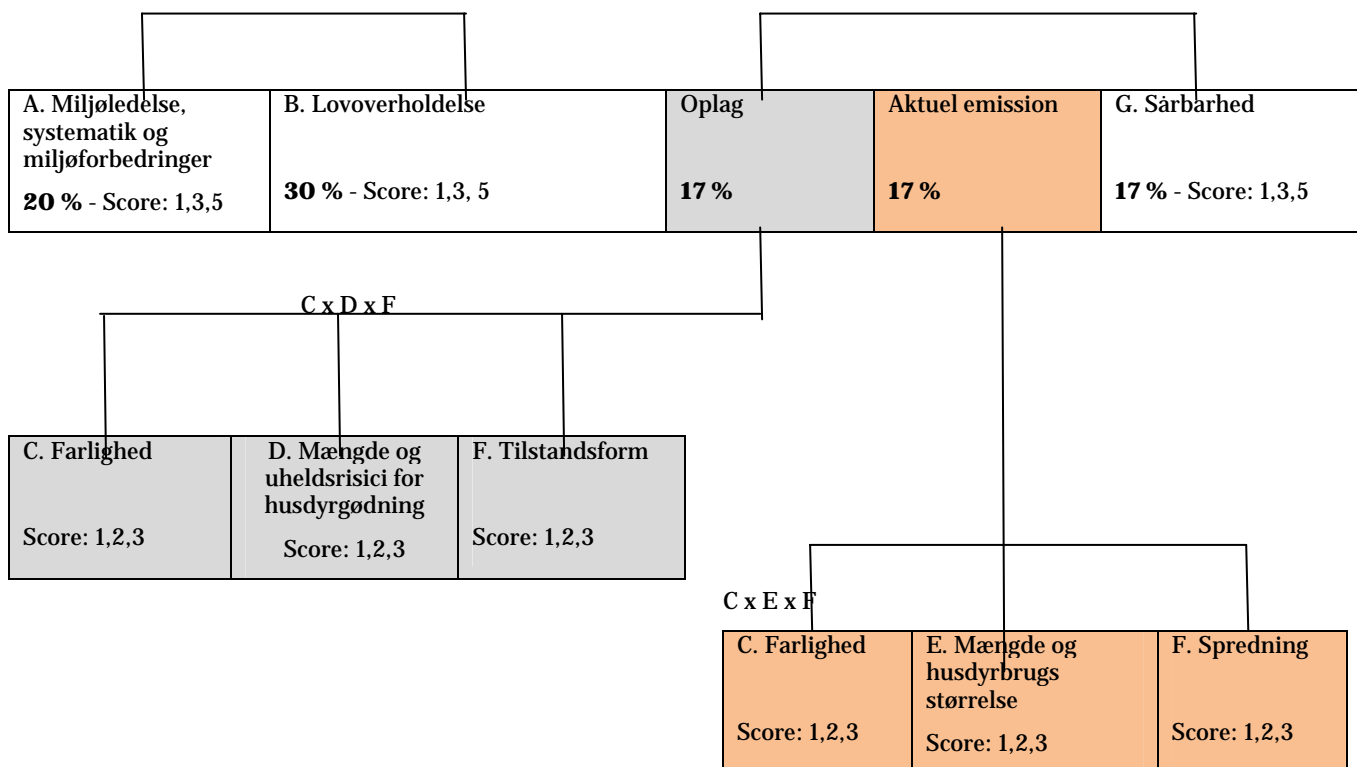 A. Miljøledelse,
systematik og
miljøforbedringer
20 % - Score: 1,3,5
B. Lovoverholdelse
30 % - Score: 1,3, 5
Oplag
17 %
Aktuel emission
17 %
G. Sårbarhed
17 % - Score: 1,3,5
C x D x F
C. Farlighed
Score: 1,2,3
D. Mængde og
uheldsrisici for
husdyrgødning
Score: 1,2,3
F. Tilstandsform
Score: 1,2,3
C x E x F
C. Farlighed
Score: 1,2,3
E. Mængde og
husdyrbrugs
størrelse
Score: 1,2,3
F. Spredning
Score: 1,2,3